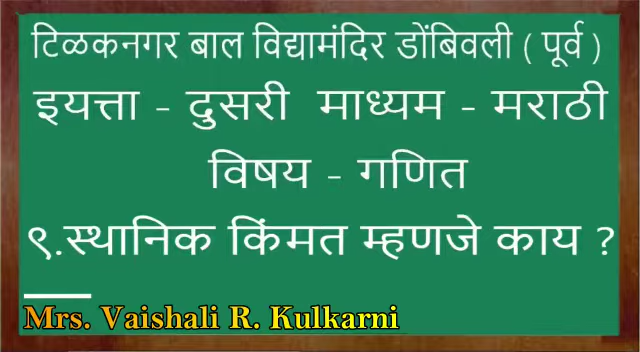 टिळकनगर बाल विद्यामंदिर डोंबिवली ( पूर्व )
इयत्ता - दुसरी माध्यम - मराठी
विषय - गणित
९.स्थानिक किंमत म्हणजे काय ?
Mrs. Vaishali R. Kulkarni